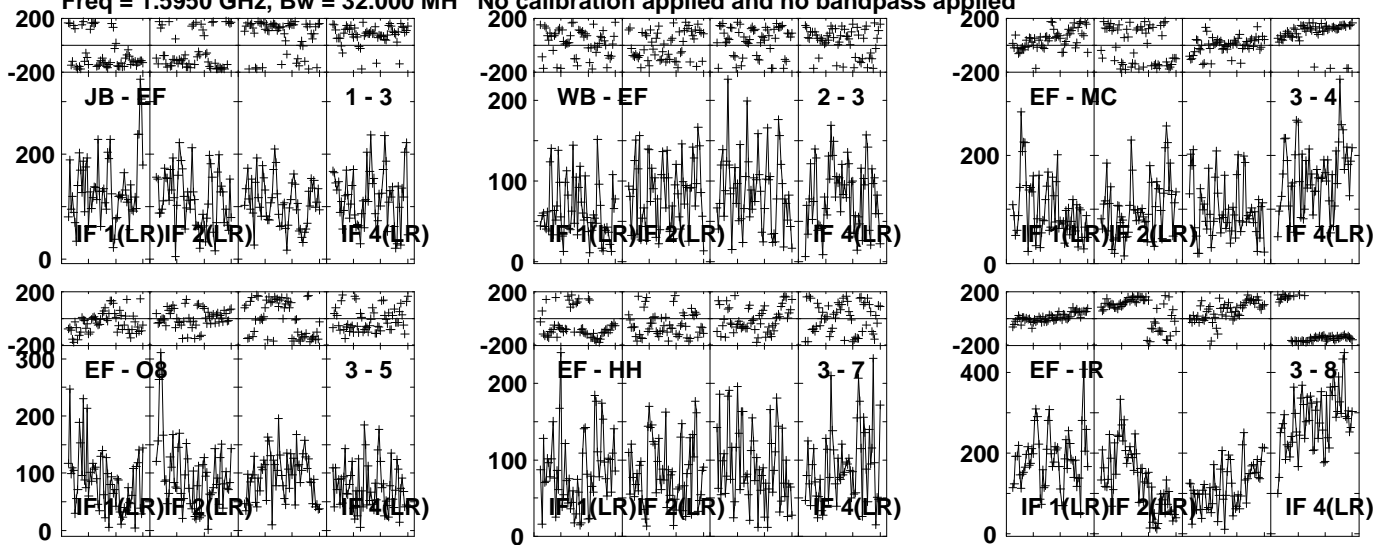 Freq = 1.5950 GHz, Bw = 32.000 MH No calibration applied and no bandpass applied
200
-200
JB - EF 1 - 3
200
0
IF 1(LR) IF 2(LR) IF 4(LR)
WB - EF 2 - 3
200
100
0
IF 1(LR) IF 2(LR) IF 4(LR)
EF - MC 3 - 4
200
0
IF 1(LR) IF 2(LR) IF 4(LR)
200
-200
EF - O8 3 - 5
300
200
100
0
IF 1(LR) IF 2(LR) IF 4(LR)
EF - HH 3 - 7
200
100
0
IF 1(LR) IF 2(LR) IF 4(LR)
200
-200
EF - IR 3 - 8
400
200
0
IF 1(LR) IF 2(LR) IF 4(LR)